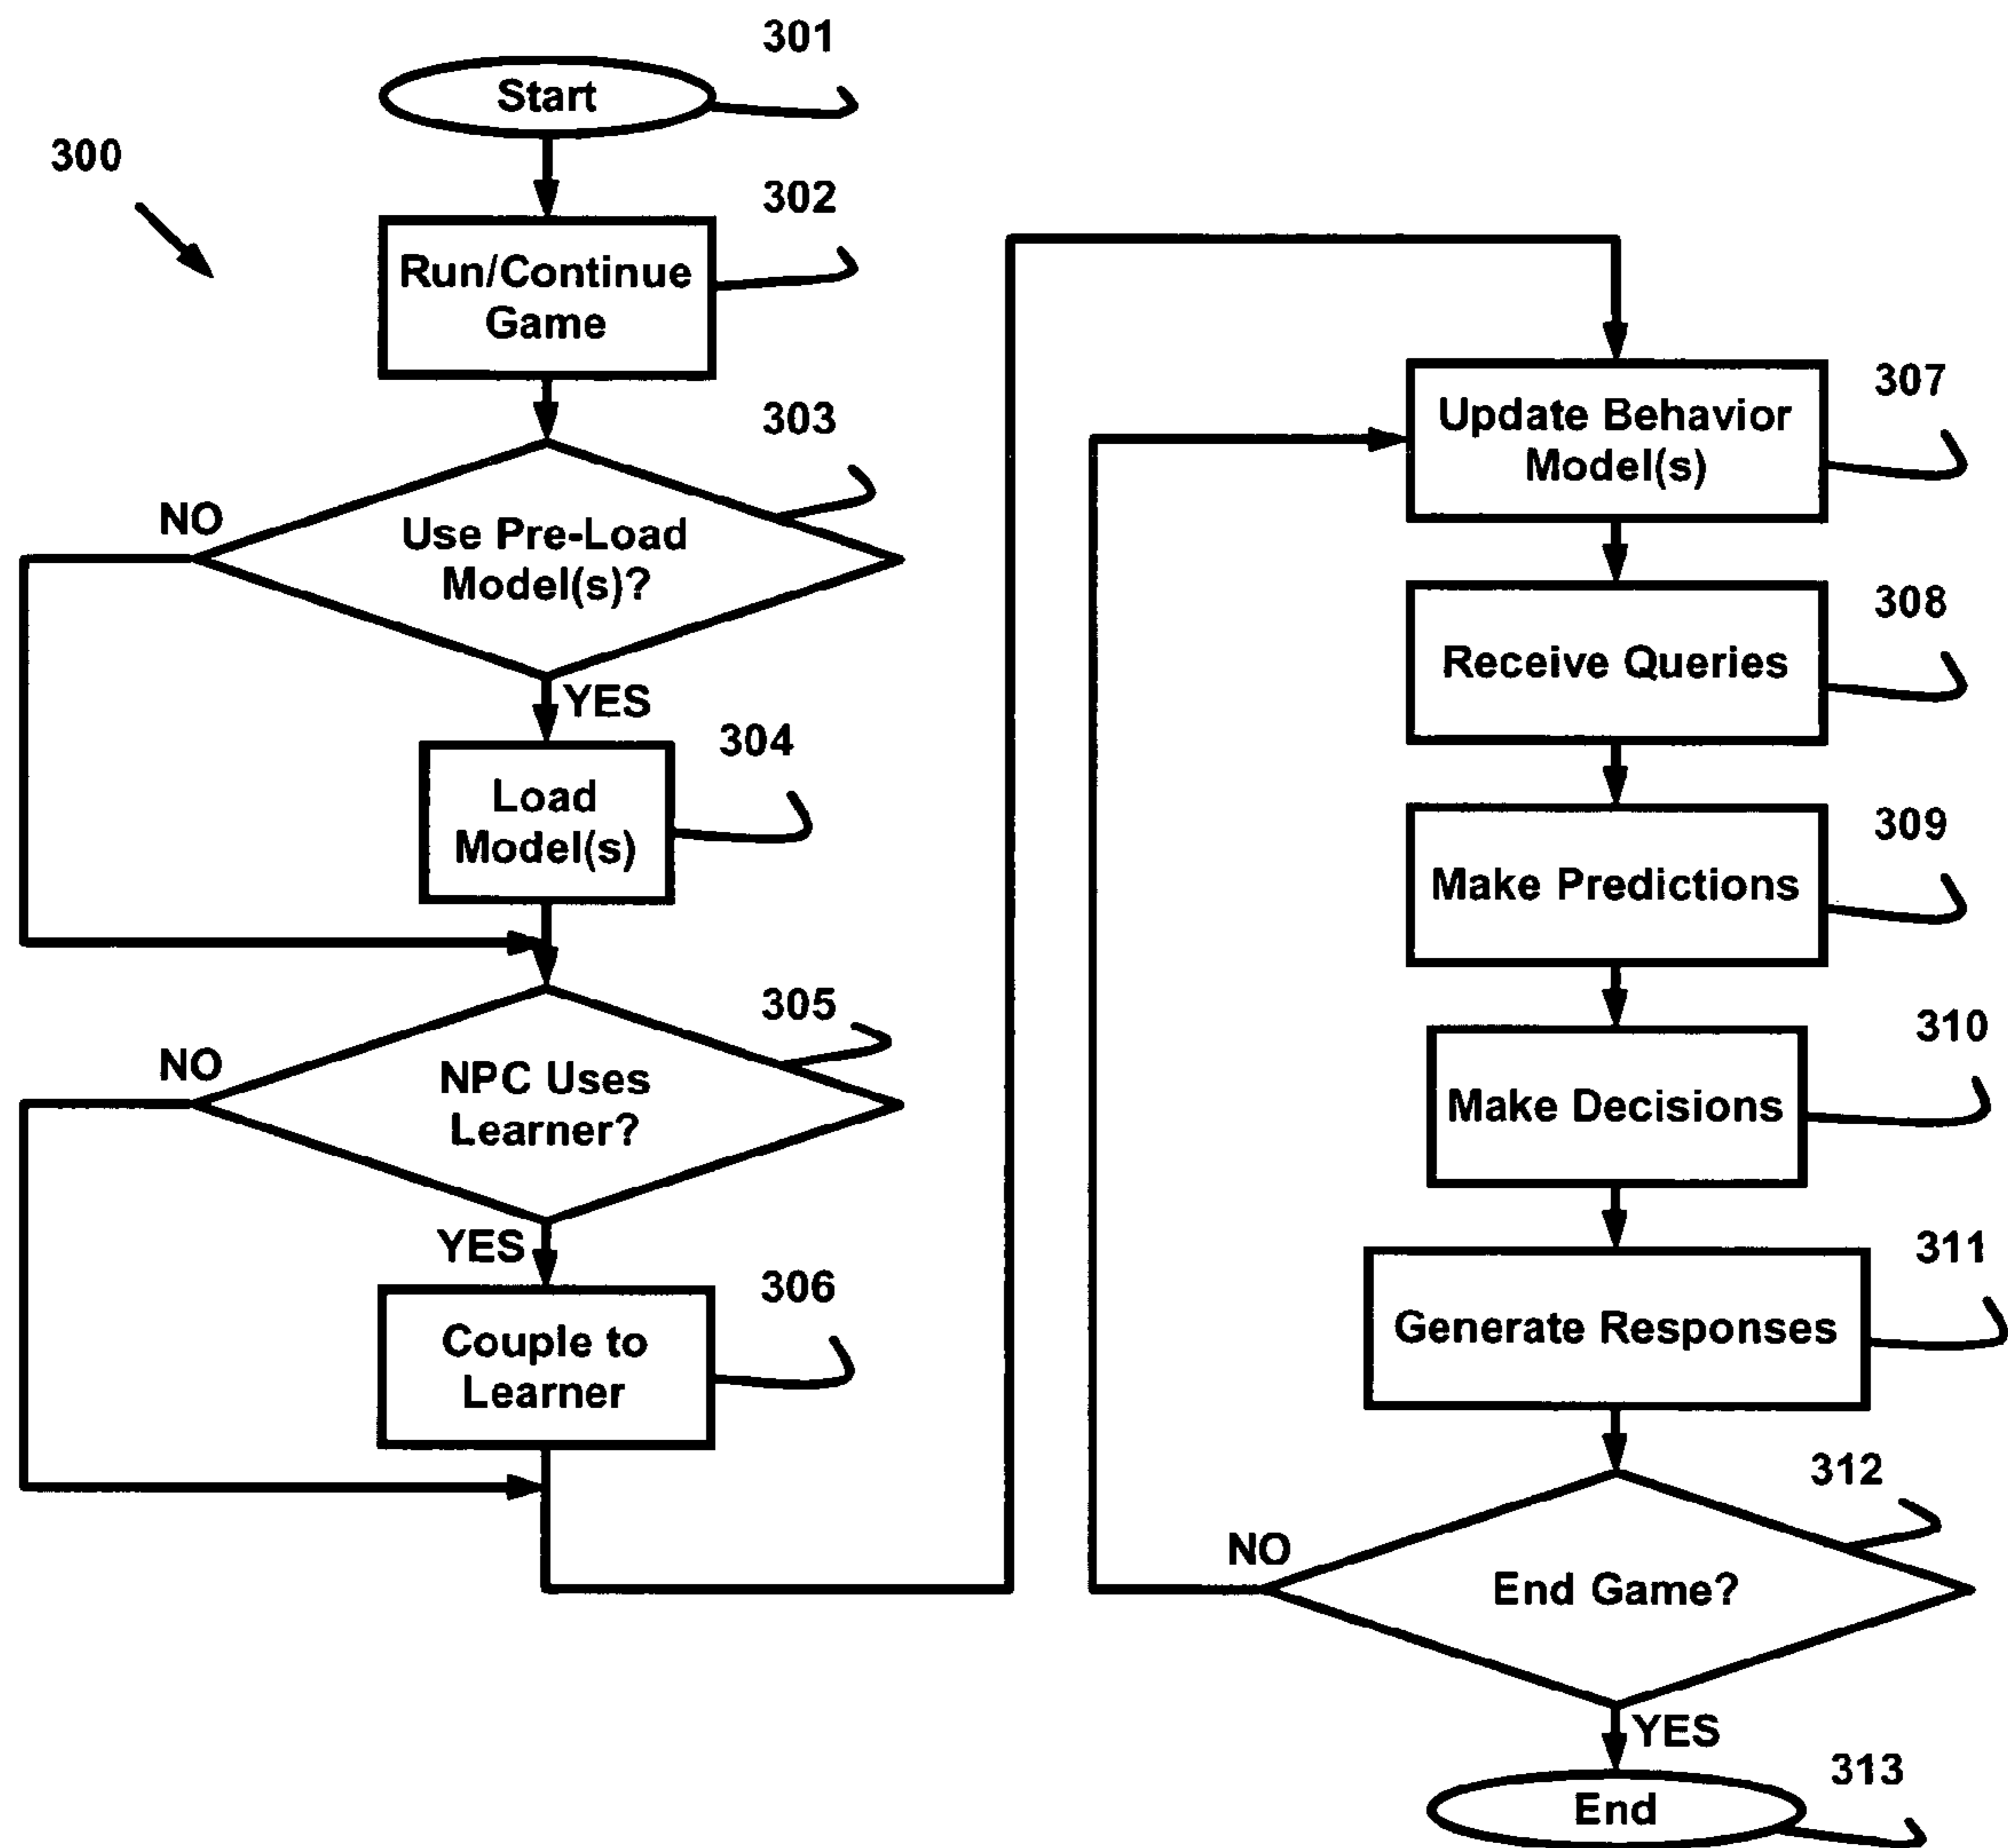 301
Start
300
302
Run/Continue
Game
303
NO
Use Pre-Load
Model(s)?
YES
304
Load
Model(s)
305
NO
NPC Uses
Learner?
YES
306
Couple to
Learner
307
Update Behavior
Model(s)
308
Receive Queries
309
Make Predictions
310
Make Decisions
311
Generate Responses
312
NO
End Game?
YES
313
End